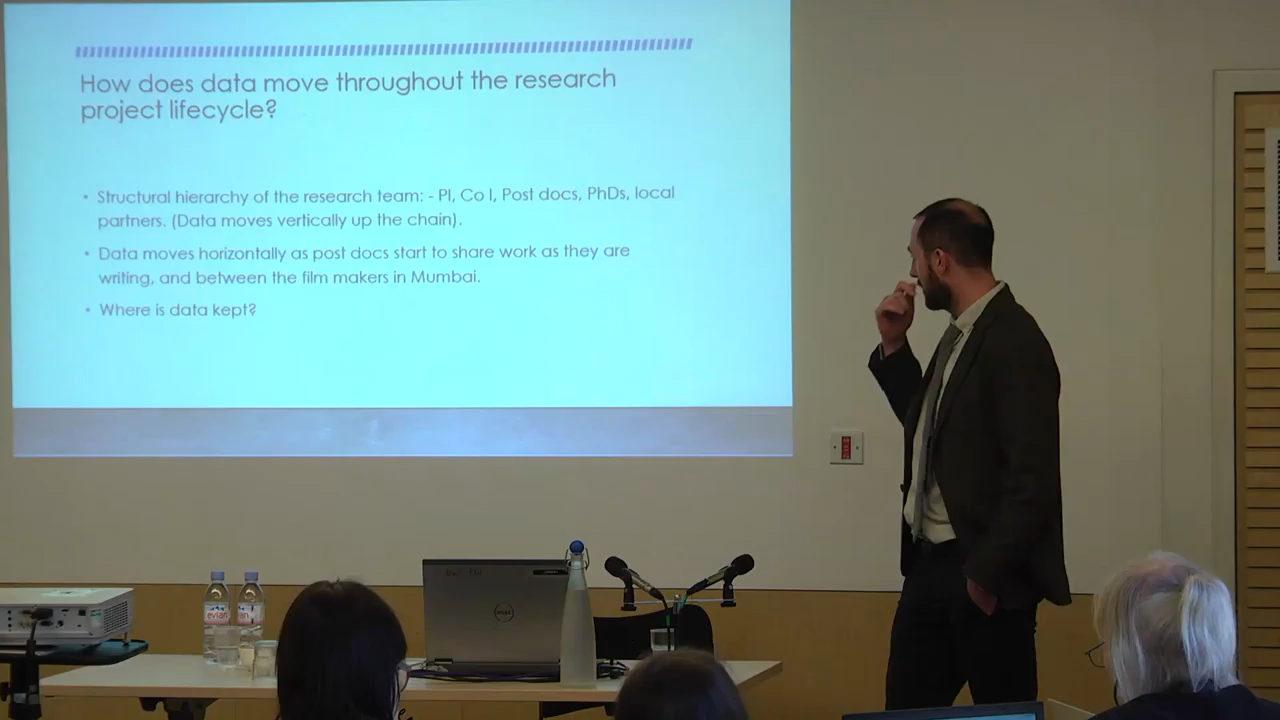 How does data move throughout the research
project lifecycle?
• Structural hierarchy of the research team: - PI, Co I, Post docs, PhDs, local
partners. (Data moves vertically up the chain).
• Data moves horizontally as post docs start to share work as they are
writing, and between the film makers in Mumbai.
• Where is data kept?
evian
DELL